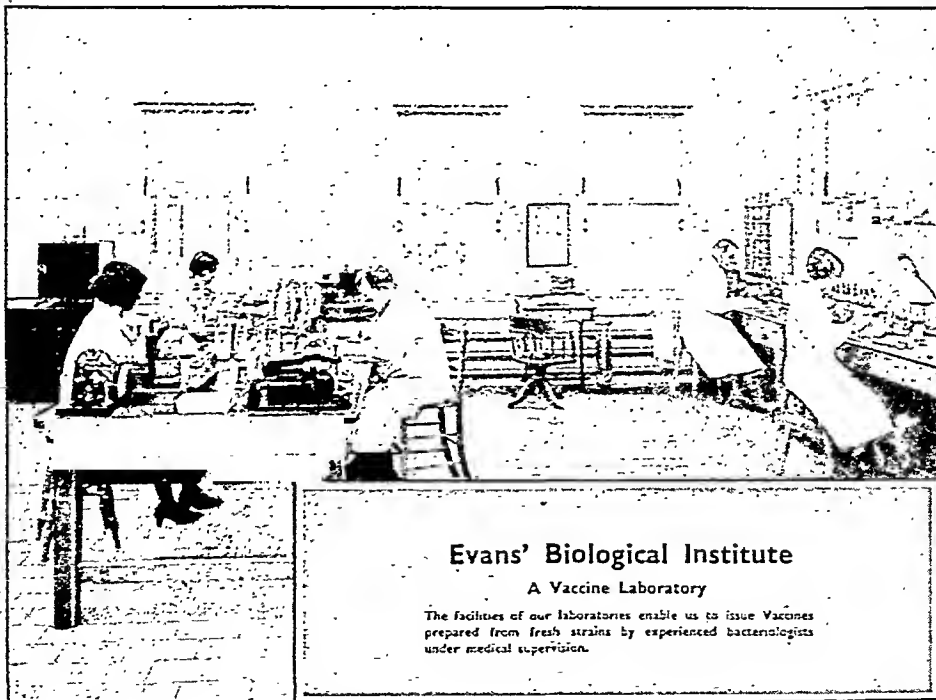 Evans' Biological Institute
A Vaccine Laboratory
The facilities of our laboratories enable us to issue Vaccines
prepared from fresh strains by experienced bacteriologists
under medical supervision.